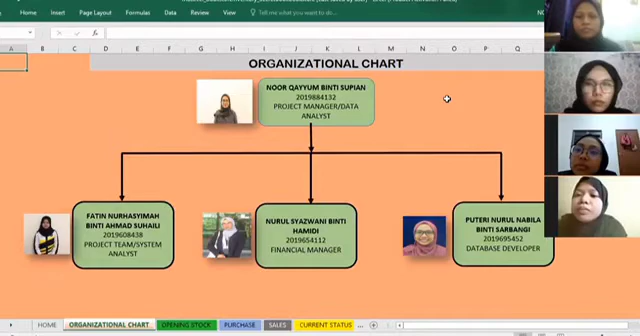 Home Insert Page Layout Formulas Data Review View Tell me what you want to do...
A D E F G H I J K L M N O P Q
ORGANIZATIONAL CHART
NOOR QAYYUM BINTI SUPIAN
2019884132
PROJECT MANAGER/DATA
ANALYST
FATIN NURHASYIMAH
BINTI AHMAD SUHAILI
2019608438
PROJECT TEAM/SYSTEM
ANALYST
NURUL SYAZWANI BINTI
HAMIDI
2019654112
FINANCIAL MANAGER
PUTERI NURUL NABILA
BINTI SARBANGI
2019695452
DATABASE DEVELOPER
HOME ORGANIZATIONAL CHART OPENING STOCK PURCHASE SALES CURRENT STATUS ...